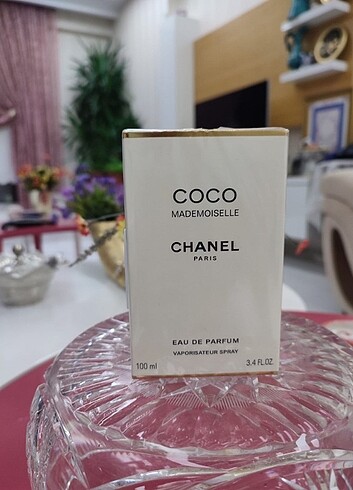 COCO
MADEMOISELLE
CHANEL
PARIS
EAU DE PARFUM
VAPORISATEUR SPRAY
100 ml 3.4 FL.OZ.